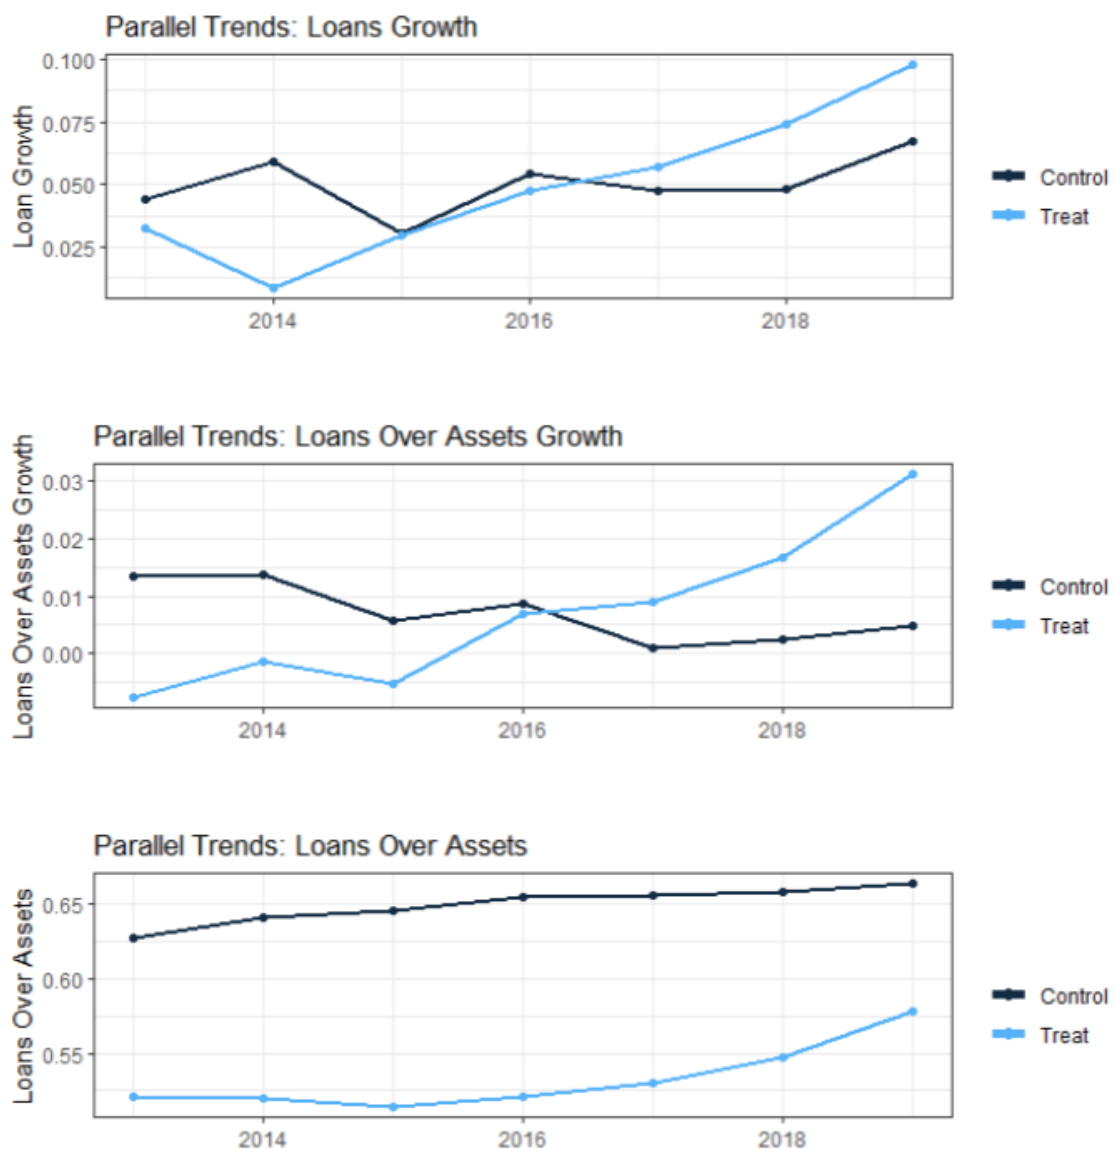 Parallel Trends: Loans Growth
Loan Growth
0.100
0.075
0.050
0.025
2014 2016 2018
Control
Treat
Parallel Trends: Loans Over Assets Growth
Loans Over Assets Growth
0.03
0.02
0.01
0.00
2014 2016 2018
Control
Treat
Parallel Trends: Loans Over Assets
Loans Over Assets
0.65
0.60
0.55
2014 2016 2018
Control
Treat